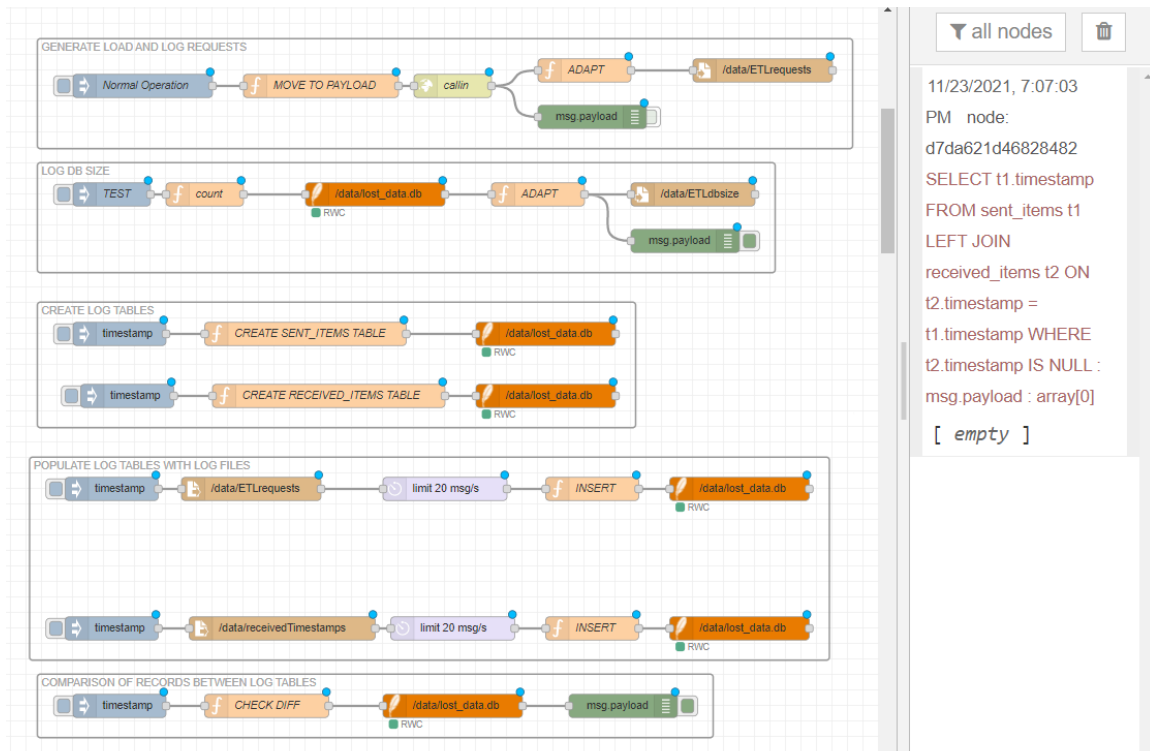 GENERATE LOAD AND LOG REQUESTS
Normal Operation
MOVE TO PAYLOAD
callin
ADAPT
/data/ETLrequests
msg.payload
LOG DB SIZE
TEST
count
/data/lost_data.db
RWC
ADAPT
/data/ETLdbsize
msg.payload
CREATE LOG TABLES
timestamp
CREATE SENT_ITEMS TABLE
/data/lost_data.db
RWC
timestamp
CREATE RECEIVED_ITEMS TABLE
/data/lost_data.db
RWC
POPULATE LOG TABLES WITH LOG FILES
timestamp
/data/ETLrequests
limit 20 msg/s
INSERT
/data/lost_data.db
RWC
timestamp
/data/receivedTimestamps
limit 20 msg/s
INSERT
/data/lost_data.db
RWC
COMPARISON OF RECORDS BETWEEN LOG TABLES
timestamp
CHECK DIFF
/data/lost_data.db
RWC
msg.payload
all nodes
11/23/2021, 7:07:03
PM node:
d7da621d46828482
SELECT t1.timestamp
FROM sent_items t1
LEFT JOIN
received_items t2 ON
t2.timestamp =
t1.timestamp WHERE
t2.timestamp IS NULL :
msg.payload : array[0]
[ empty ]